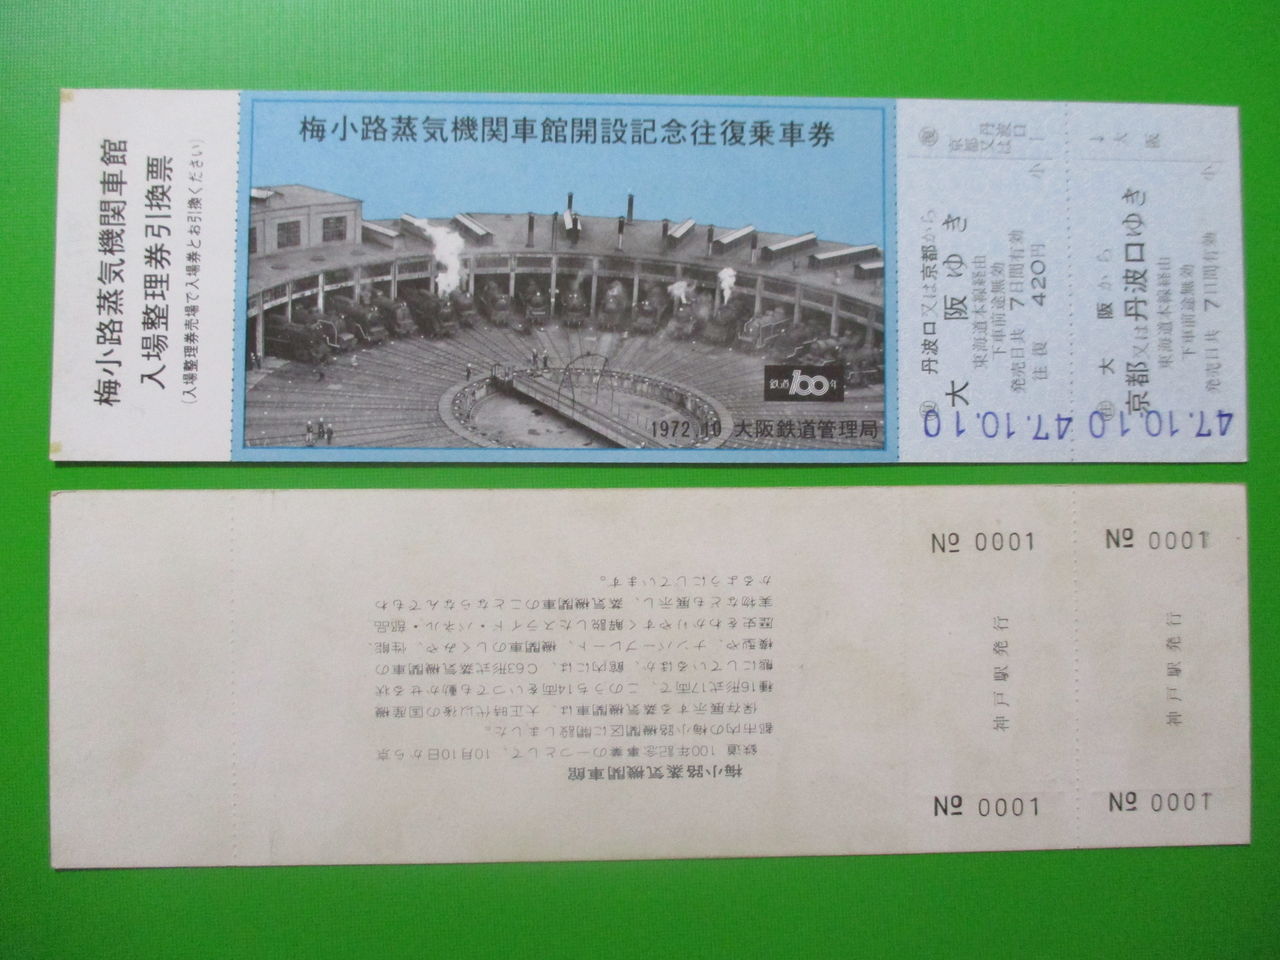 梅小路蒸気機関車館
入場整理券引換票
(入場整理券売場で入場券とお引換ください)
梅小路蒸気機関車館開設記念往復乗車券
鉄道100年
1972.10 大阪鉄道管理局
丹波口又は京都から
大阪ゆき
東海道本線経由
下車前途無効
発売日共 7日間有効
往復 420円
47.10.10
復
京都又は丹波口
小
大阪から
京都又は丹波口ゆき
東海道本線経由
下車前途無効
発売日共 7日間有効
47.10.10
↓大阪
小
梅小路蒸気機関車館
鉄道 100年記念事業の一つとして、10月10日から京
都市内の梅小路機関区に開設しました。
保存展示する蒸気機関車は、大正時代以後の国産機
種16形式17両で、このうち14両をいつでも動かせる状
態にしているほか、館内には、C63形式蒸気機関車の
模型や、ナンバープレート、機関車のしくみや、性能、
歴史をわかりやすく解説したスライド・パネル・部品
実物なども展示し、蒸気機関車のことならなんでもわ
かるようにしています。
№ 0001
№ 0001
神戸駅発行
神戸駅発行
№ 0001
№ 0001